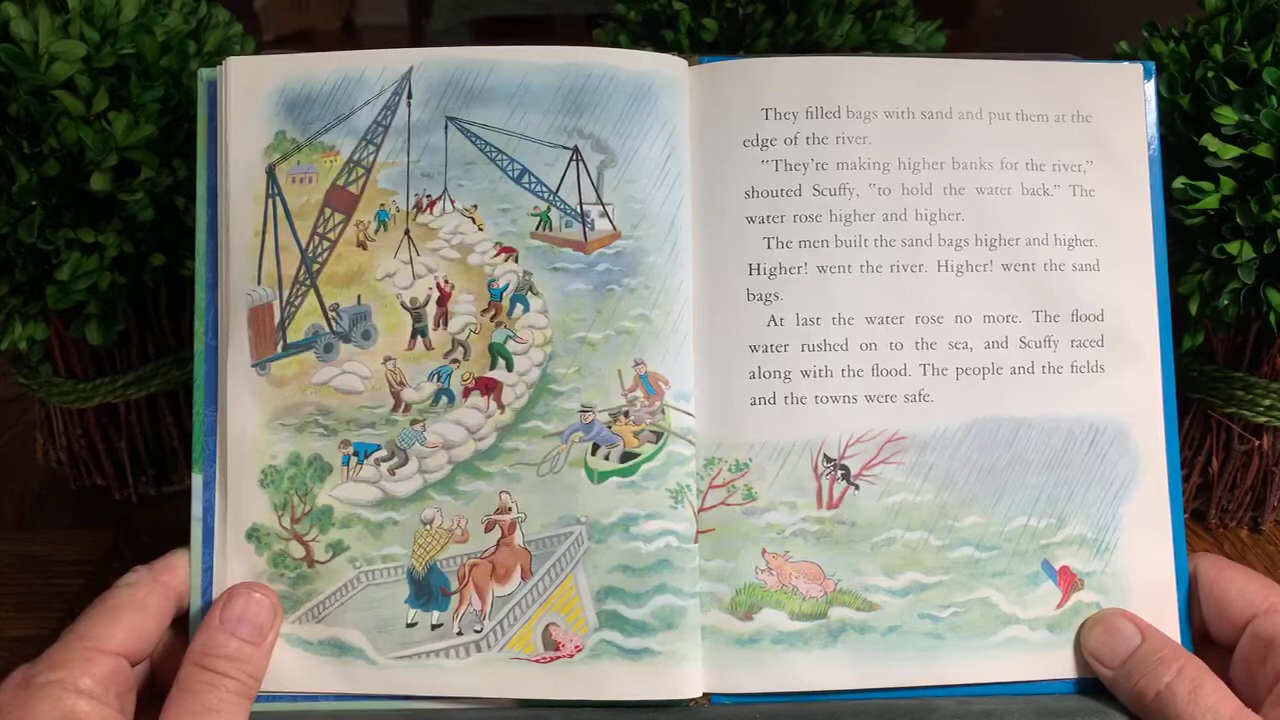 They filled bags with sand and put them at the
edge of the river.
"They're making higher banks for the river,"
shouted Scuffy, "to hold the water back." The
water rose higher and higher.
The men built the sand bags higher and higher.
Higher! went the river. Higher! went the sand
bags.
At last the water rose no more. The flood
water rushed on to the sea, and Scuffy raced
along with the flood. The people and the fields
and the towns were safe.